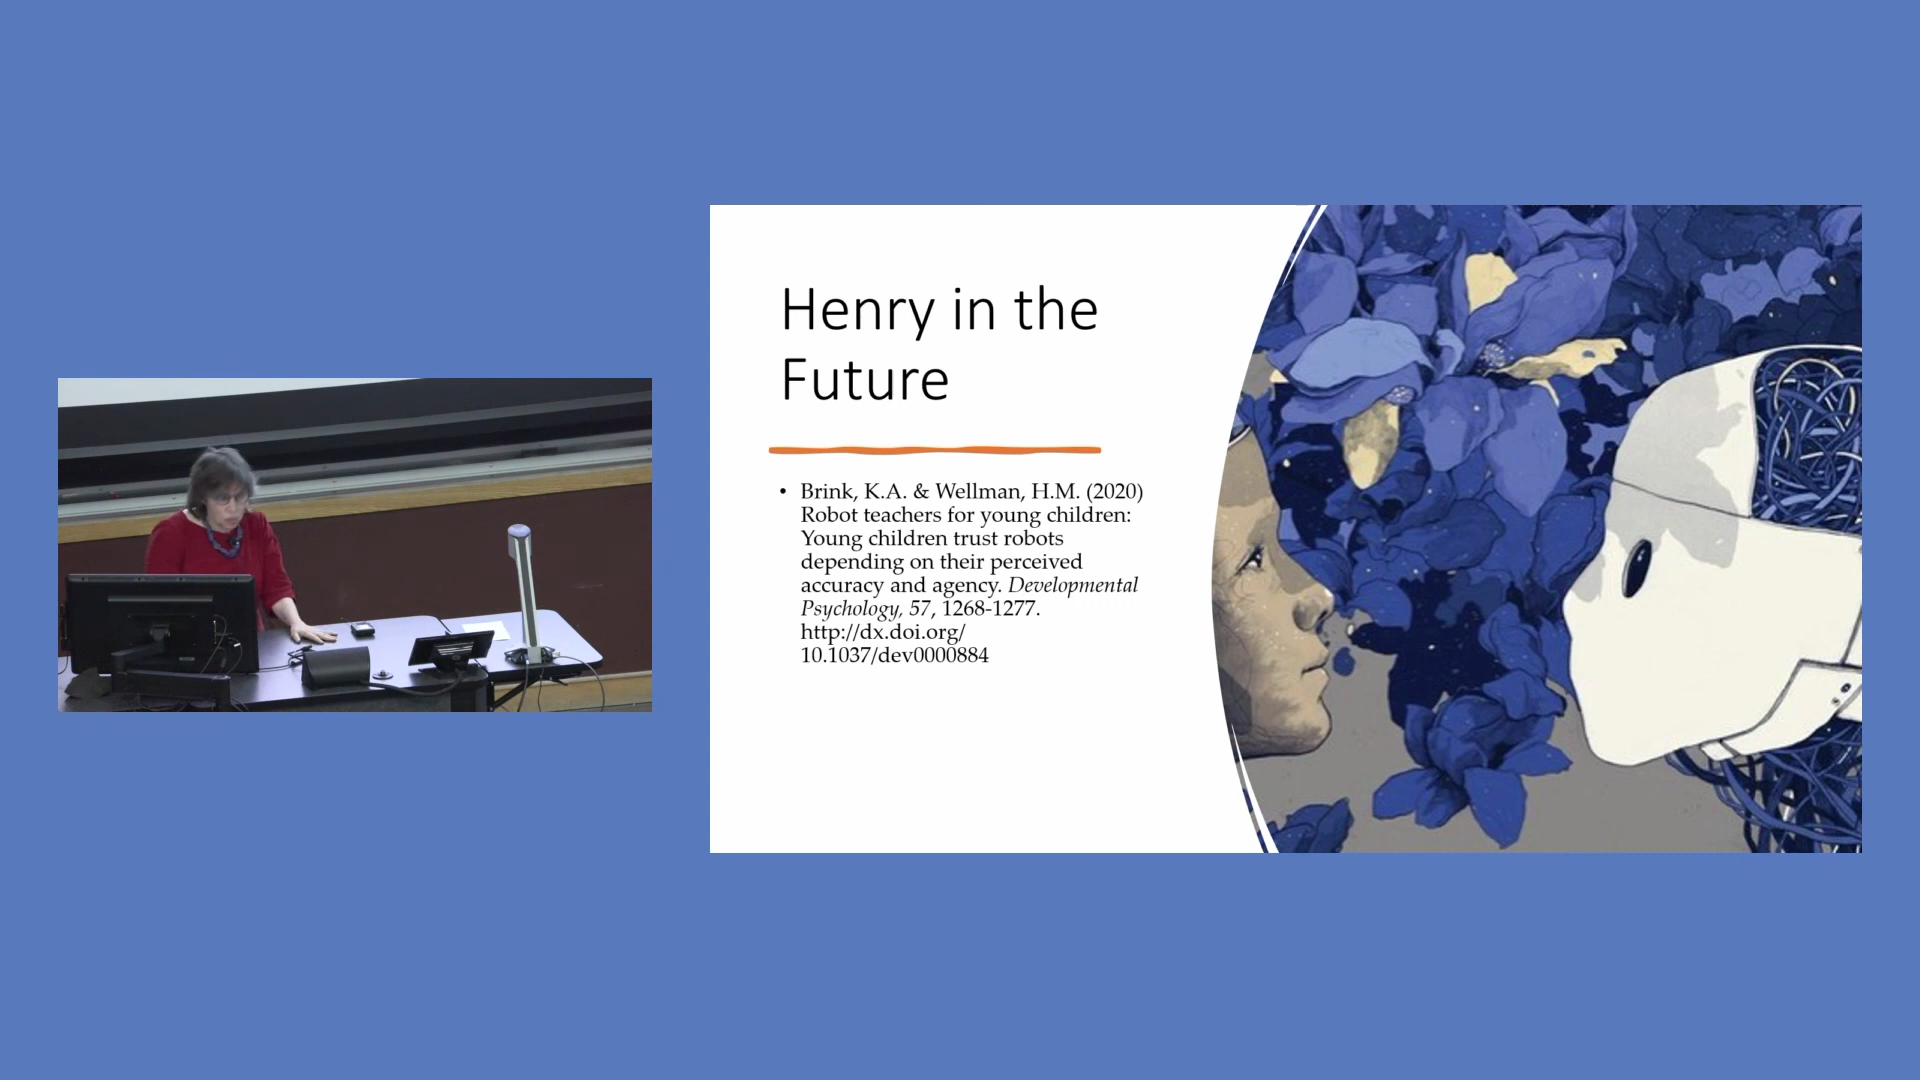 Henry in the
Future
• Brink, K.A. & Wellman, H.M. (2020)
Robot teachers for young children:
Young children trust robots
depending on their perceived
accuracy and agency. Developmental
Psychology, 57, 1268-1277.
http://dx.doi.org/
10.1037/dev0000884